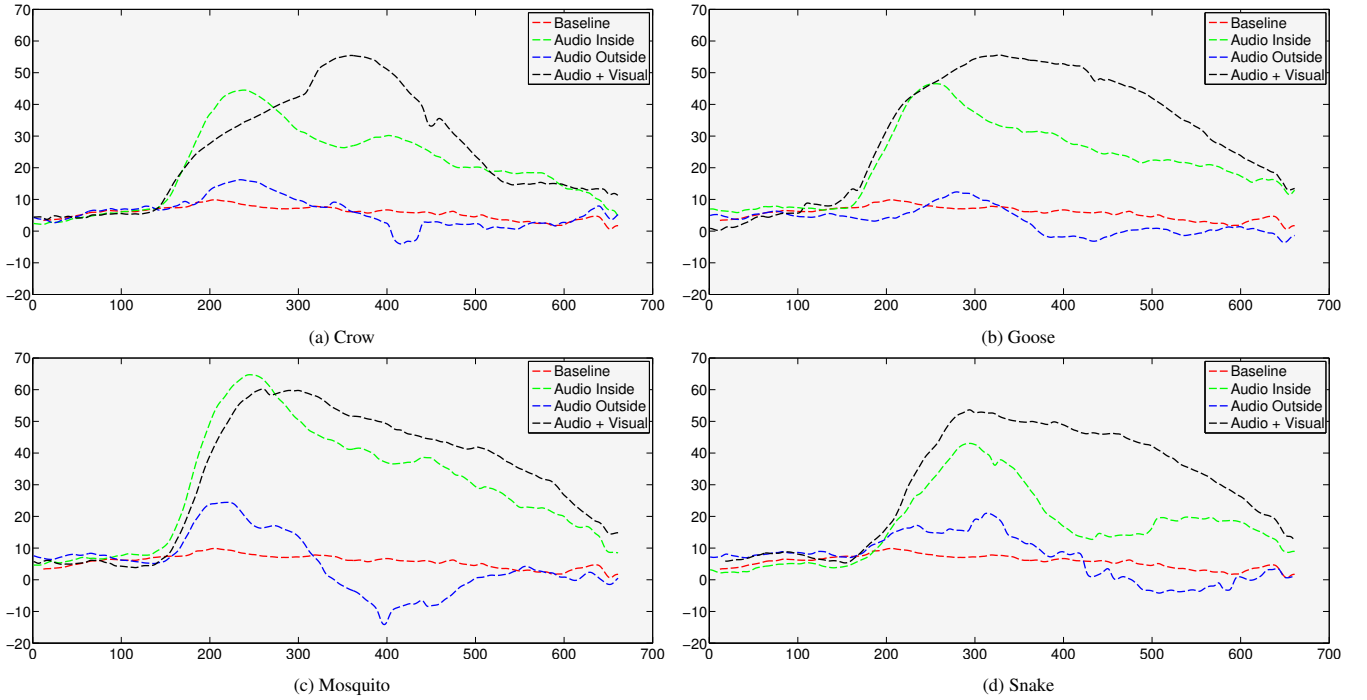 70
60
50
40
30
20
10
0
−10
−20
0 100 200 300 400 500 600 700
Baseline
Audio Inside
Audio Outside
Audio + Visual
(a) Crow
70
60
50
40
30
20
10
0
−10
−20
0 100 200 300 400 500 600 700
Baseline
Audio Inside
Audio Outside
Audio + Visual
(b) Goose
70
60
50
40
30
20
10
0
−10
−20
0 100 200 300 400 500 600 700
Baseline
Audio Inside
Audio Outside
Audio + Visual
(c) Mosquito
70
60
50
40
30
20
10
0
−10
−20
0 100 200 300 400 500 600 700
Baseline
Audio Inside
Audio Outside
Audio + Visual
(d) Snake